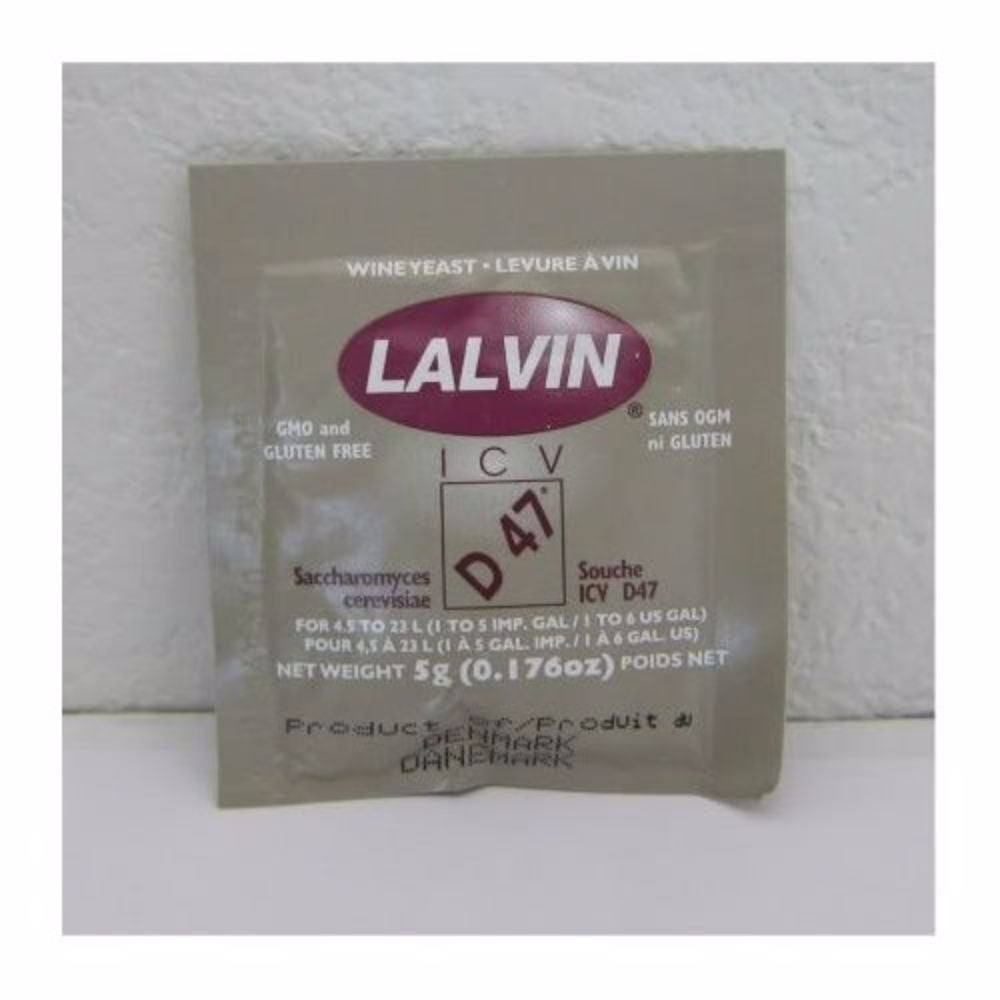 WINE YEAST • LEVURE À VIN
LALVIN
®
GMO and
GLUTEN FREE
SANS OGM
ni GLUTEN
I C V
D 47*
Saccharomyces
cerevisiae
Souche
ICV D47
FOR 4.5 TO 23 L (1 TO 5 IMP. GAL / 1 TO 6 US GAL)
POUR 4,5 À 23 L (1 À 5 GAL. IMP. / 1 À 6 GAL. US)
NET WEIGHT 5g (0.176oz) POIDS NET
Product of/Produit du
DENMARK
DANEMARK